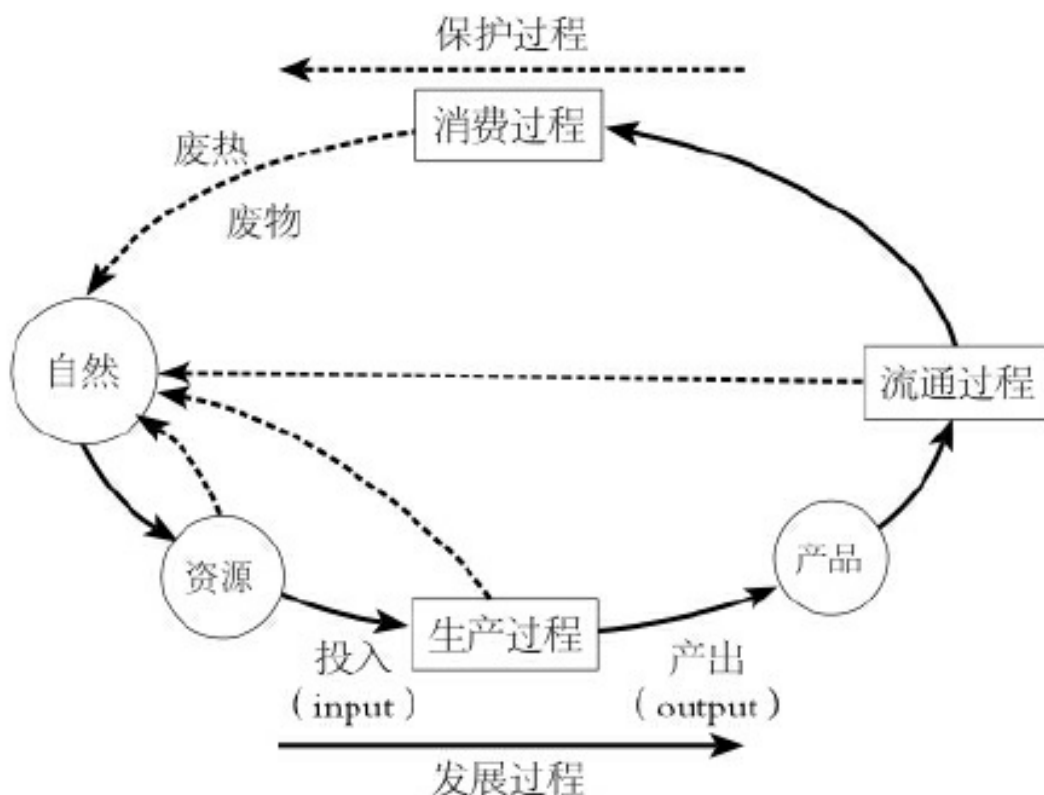 保护过程
消费过程
废热
废物
自然
流通过程
资源
产品
生产过程
投入
(input)
产出
(output)
发展过程